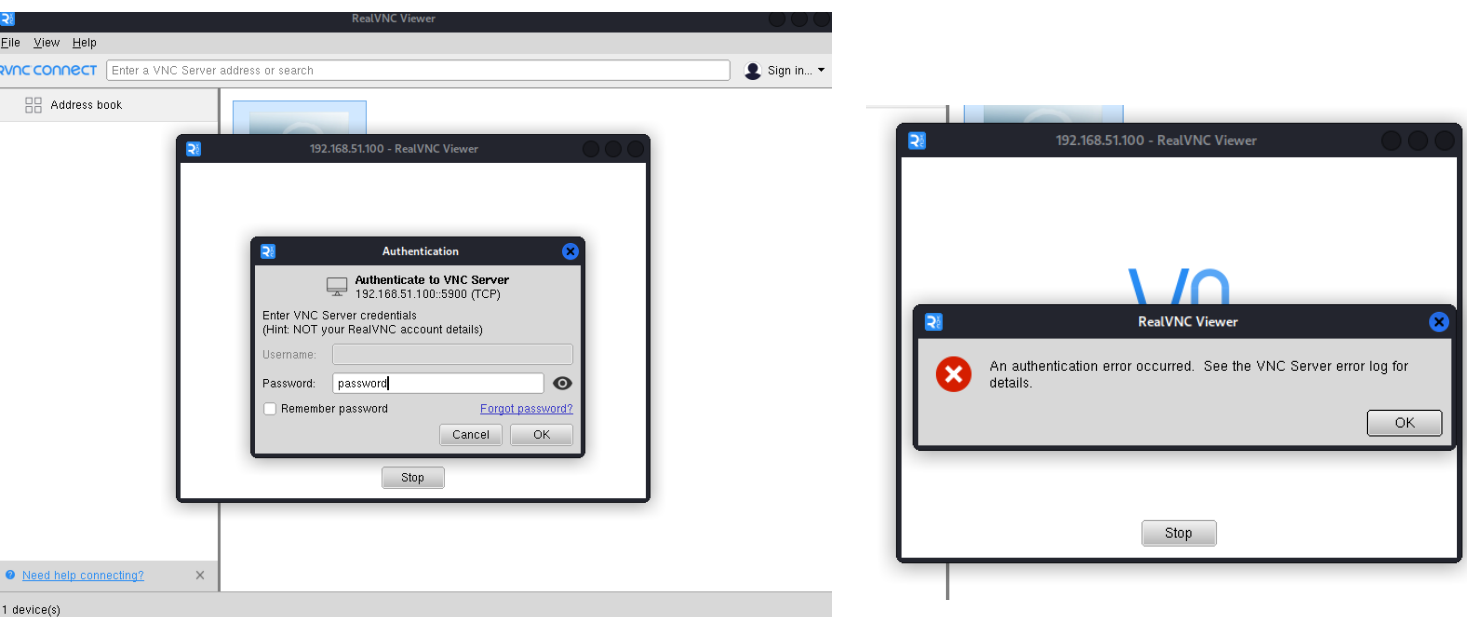 RealVNC Viewer
File View Help
RVNC CONNECT Enter a VNC Server address or search Sign in...
Address book
192.168.51.100 - RealVNC Viewer
Authentication
Authenticate to VNC Server
192.168.51.100::5900 (TCP)
Enter VNC Server credentials
(Hint: NOT your RealVNC account details)
Username:
Password: password
Remember password Forgot password?
Cancel OK
Stop
Need help connecting?
1 device(s)
192.168.51.100 - RealVNC Viewer
RealVNC Viewer
An authentication error occurred. See the VNC Server error log for
details.
OK
Stop